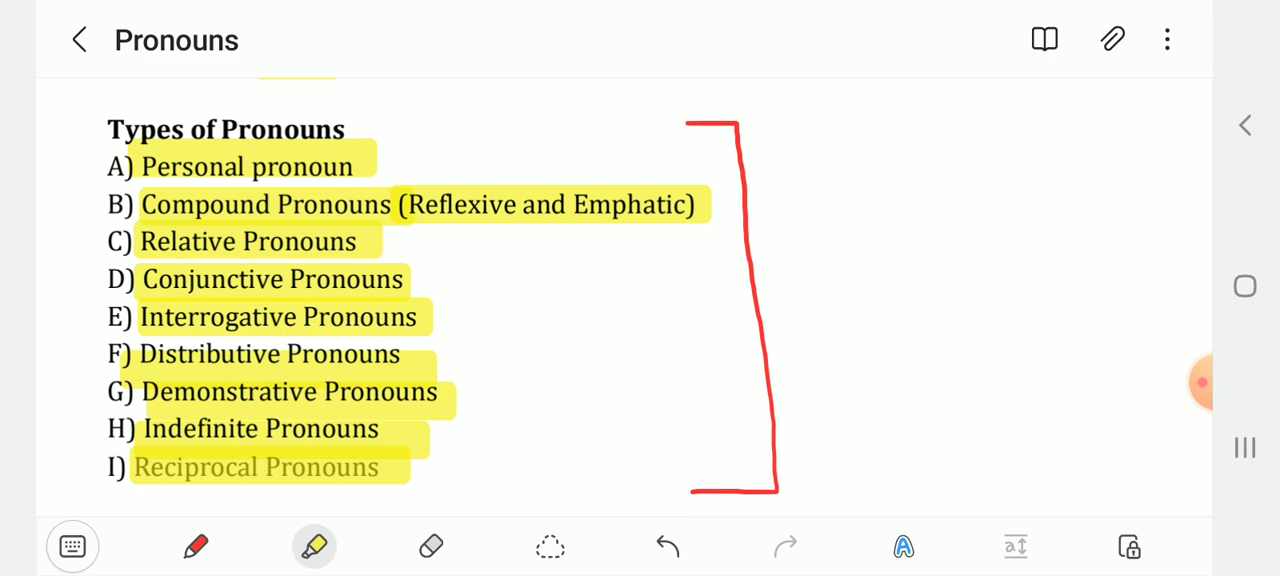 Pronouns
Types of Pronouns
A) Personal pronoun
B) Compound Pronouns (Reflexive and Emphatic)
C) Relative Pronouns
D) Conjunctive Pronouns
E) Interrogative Pronouns
F) Distributive Pronouns
G) Demonstrative Pronouns
H) Indefinite Pronouns
I) Reciprocal Pronouns